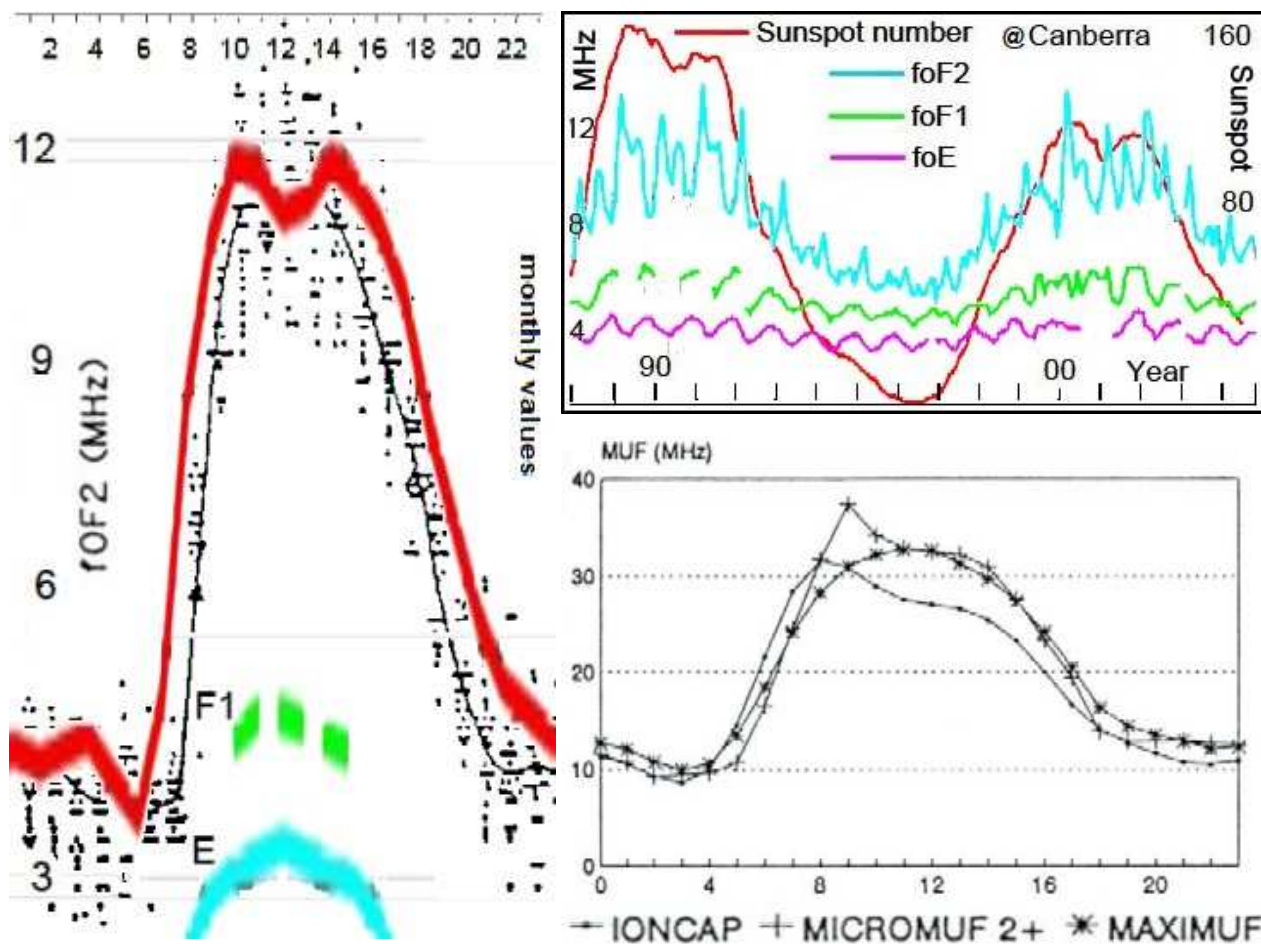 2 4 6 8 10 12 14 16 18 20 22
12
9
6
3
fOF2 (MHz)
monthly values
F1
E
Sunspot number @Canberra 160
foF2
foF1
foE
MHz
12
8
4
Sunspot
80
90 00 Year
MUF (MHz)
40
30
20
10
0
0 4 8 12 16 20
IONCAP MICROMUF 2+ MAXIMUF